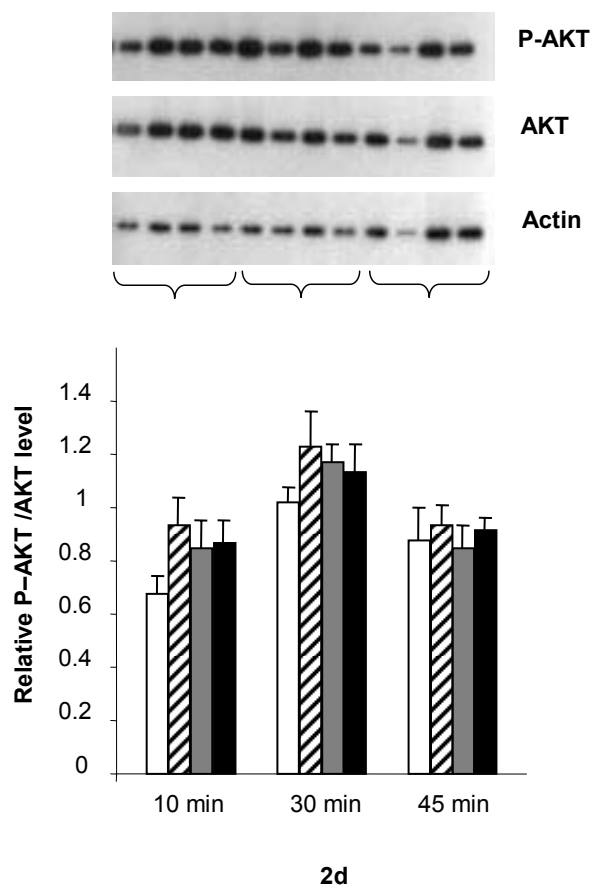 P-AKT
AKT
Actin
Relative P–AKT /AKT level
1.4
1.2
1
0.8
0.6
0.4
0.2
0
10 min 30 min 45 min
2d